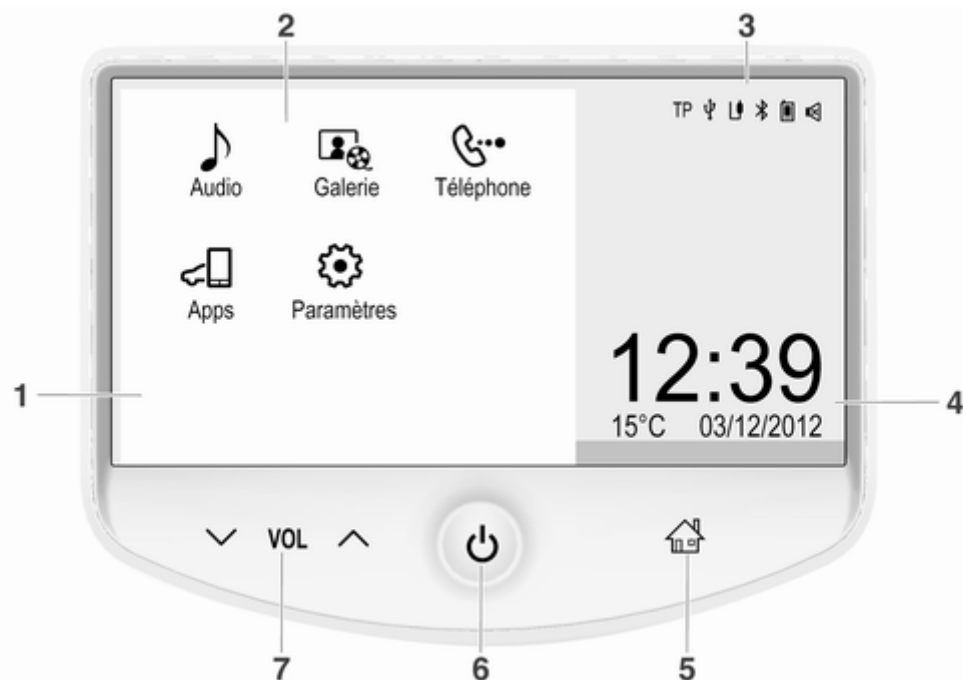 2 3
TP
Audio Galerie Téléphone
Apps Paramètres
12:39
1
4
15°C 03/12/2012
VOL
7 6 5